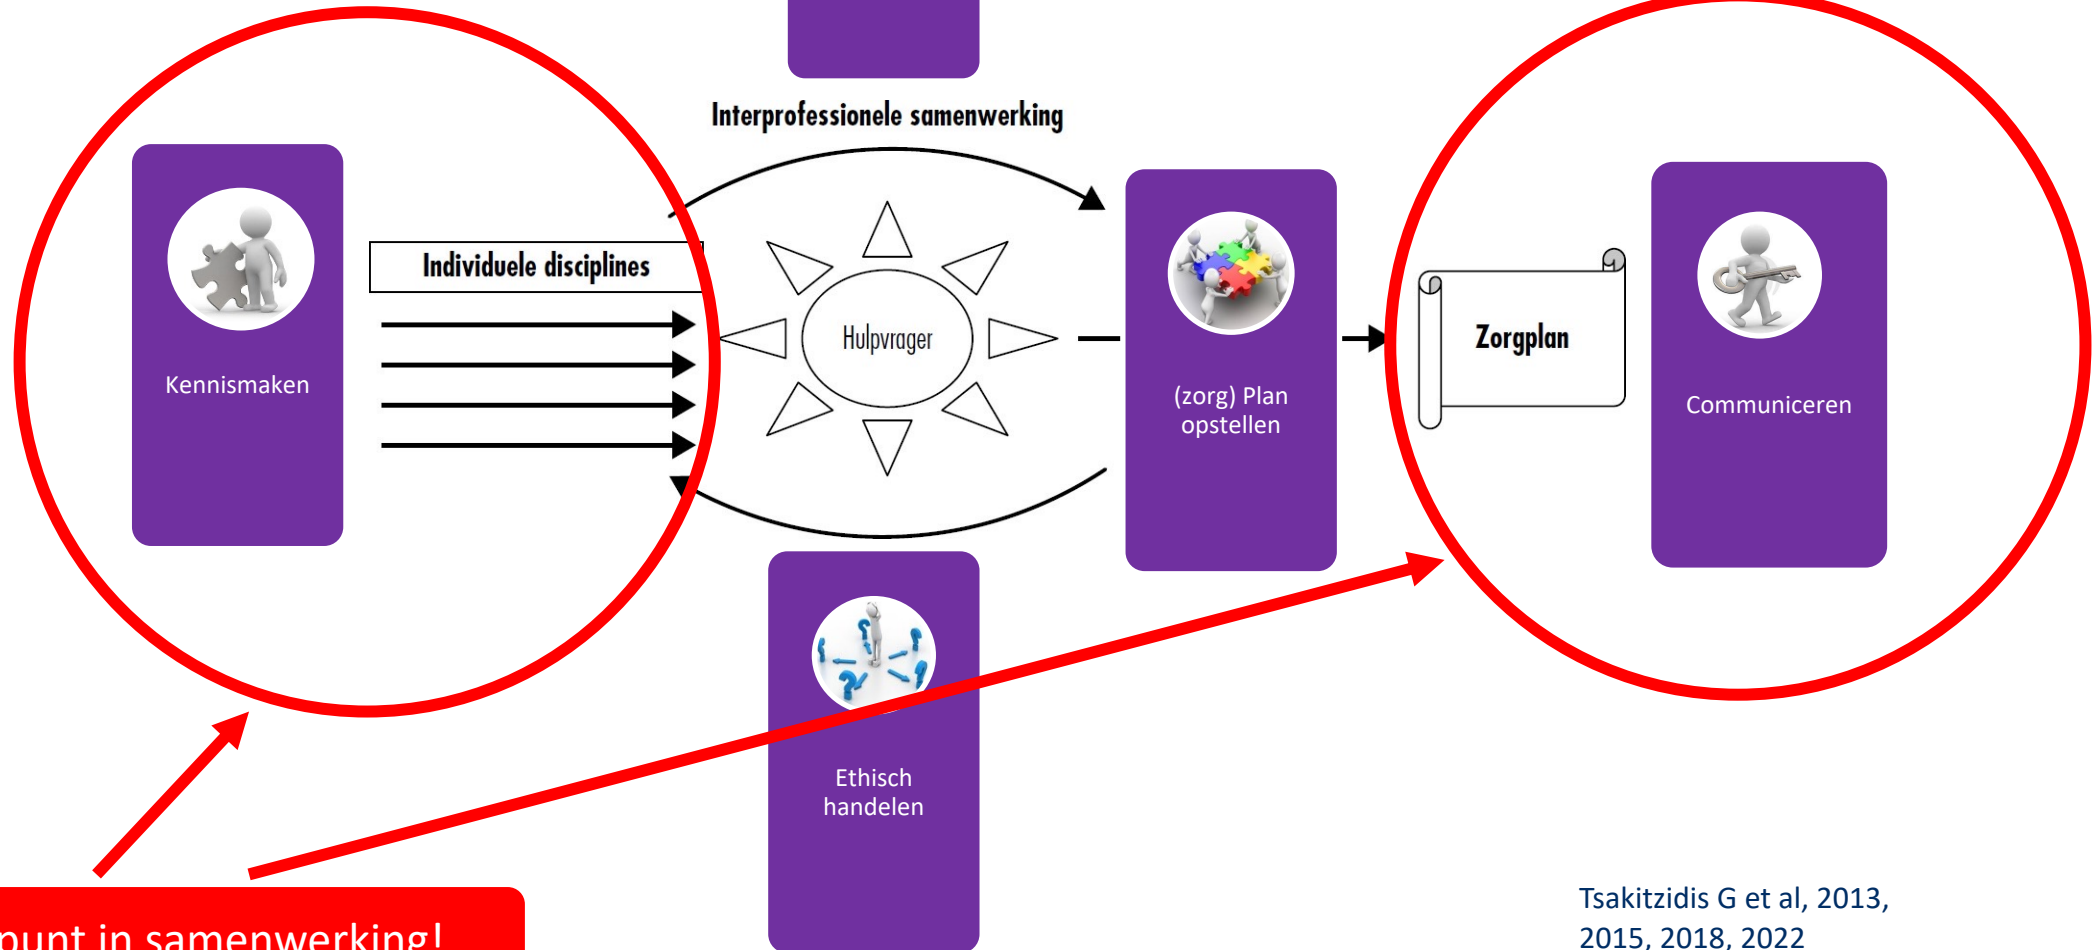 Interprofessionele samenwerking
Kennismaken
Individuele disciplines
Hulpvrager
(zorg) Plan
opstellen
Zorgplan
Communiceren
Ethisch
handelen
punt in samenwerking!
Tsakitzidis G et al, 2013,
2015, 2018, 2022